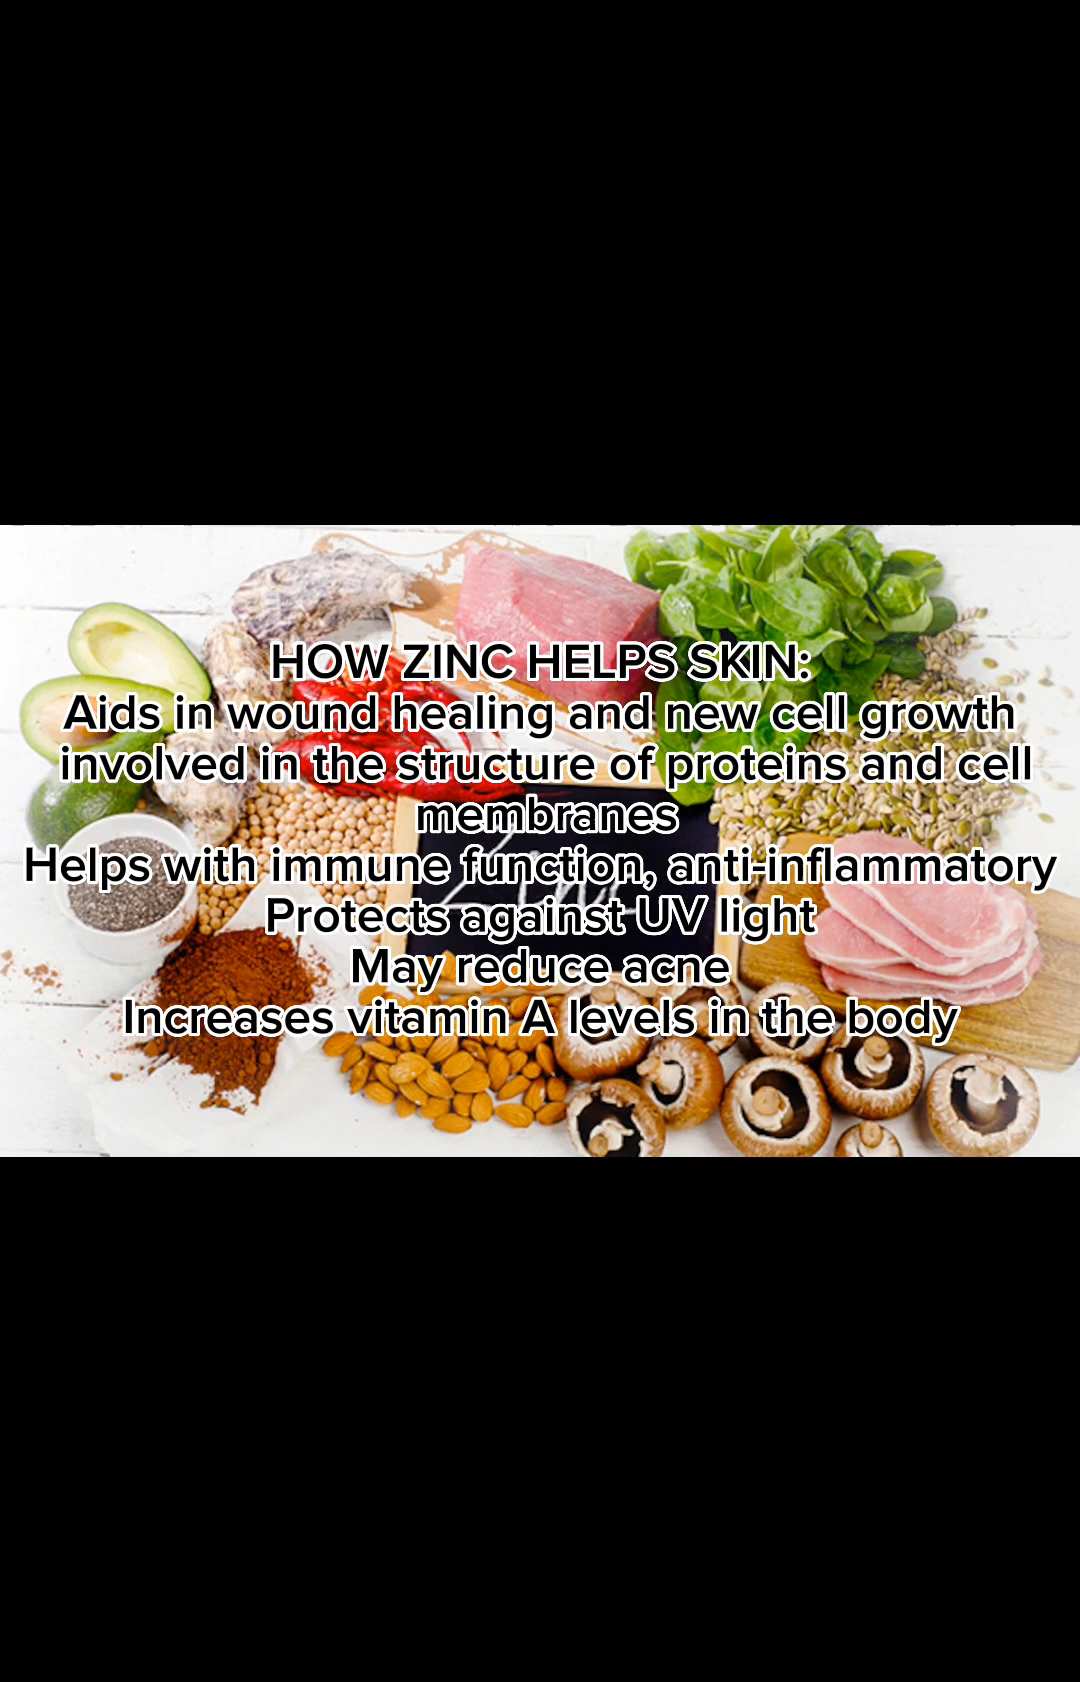 HOW ZINC HELPS SKIN:
Aids in wound healing and new cell growth
involved in the structure of proteins and cell
membranes
Helps with immune function, anti-inflammatory
Protects against UV light
May reduce acne
Increases vitamin A levels in the body
Zinc